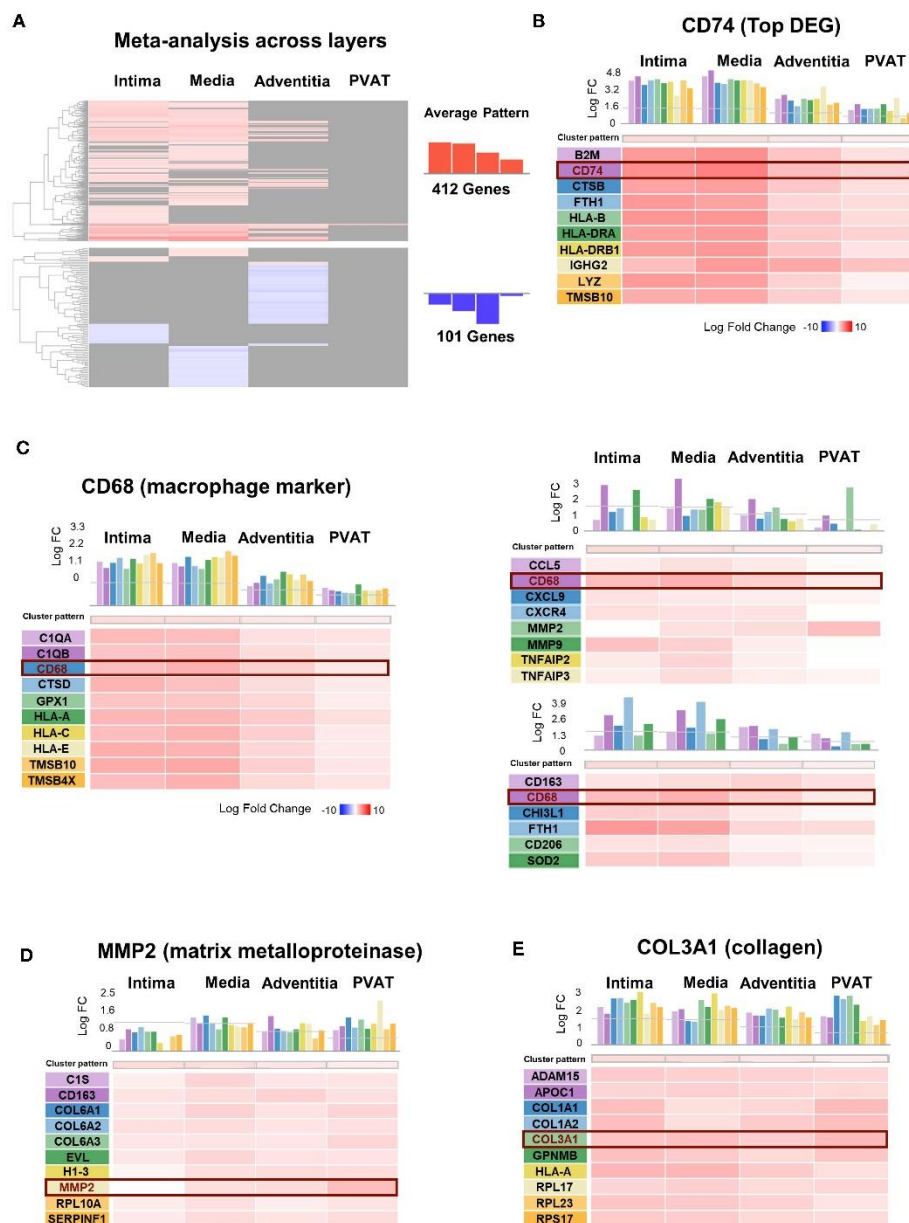 A
Meta-analysis across layers
Intima Media Adventitia PVAT
Average Pattern
412 Genes
101 Genes
B
CD74 (Top DEG)
Intima Media Adventitia PVAT
Log FC
4.8
3.2
1.6
0
Cluster pattern
B2M
CD74
CTSB
FTH1
HLA-B
HLA-DRA
HLA-DRB1
IGHG2
LYZ
TMSB10
Log Fold Change -10 10
C
CD68 (macrophage marker)
Log FC
3.3
2.2
1.1
0
Intima Media Adventitia PVAT
Cluster pattern
C1QA
C1QB
CD68
CTSD
GPX1
HLA-A
HLA-C
HLA-E
TMSB10
TMSB4X
Log Fold Change -10 10
Intima Media Adventitia PVAT
Log FC
3
2
1
0
Cluster pattern
CCL5
CD68
CXCL9
CXCR4
MMP2
MMP9
TNFAIP2
TNFAIP3
Log FC
3.9
2.6
1.3
0
Cluster pattern
CD163
CD68
CHI3L1
FTH1
CD206
SOD2
D
MMP2 (matrix metalloproteinase)
Intima Media Adventitia PVAT
Log FC
2.5
1.6
0.8
0
Cluster pattern
C1S
CD163
COL6A1
COL6A2
COL6A3
EVL
H1-3
MMP2
RPL10A
SERPINF1
E
COL3A1 (collagen)
Intima Media Adventitia PVAT
Log FC
3
2
1
0
Cluster pattern
ADAM15
APOC1
COL1A1
COL1A2
COL3A1
GPNMB
HLA-A
RPL17
RPL23
RPS17